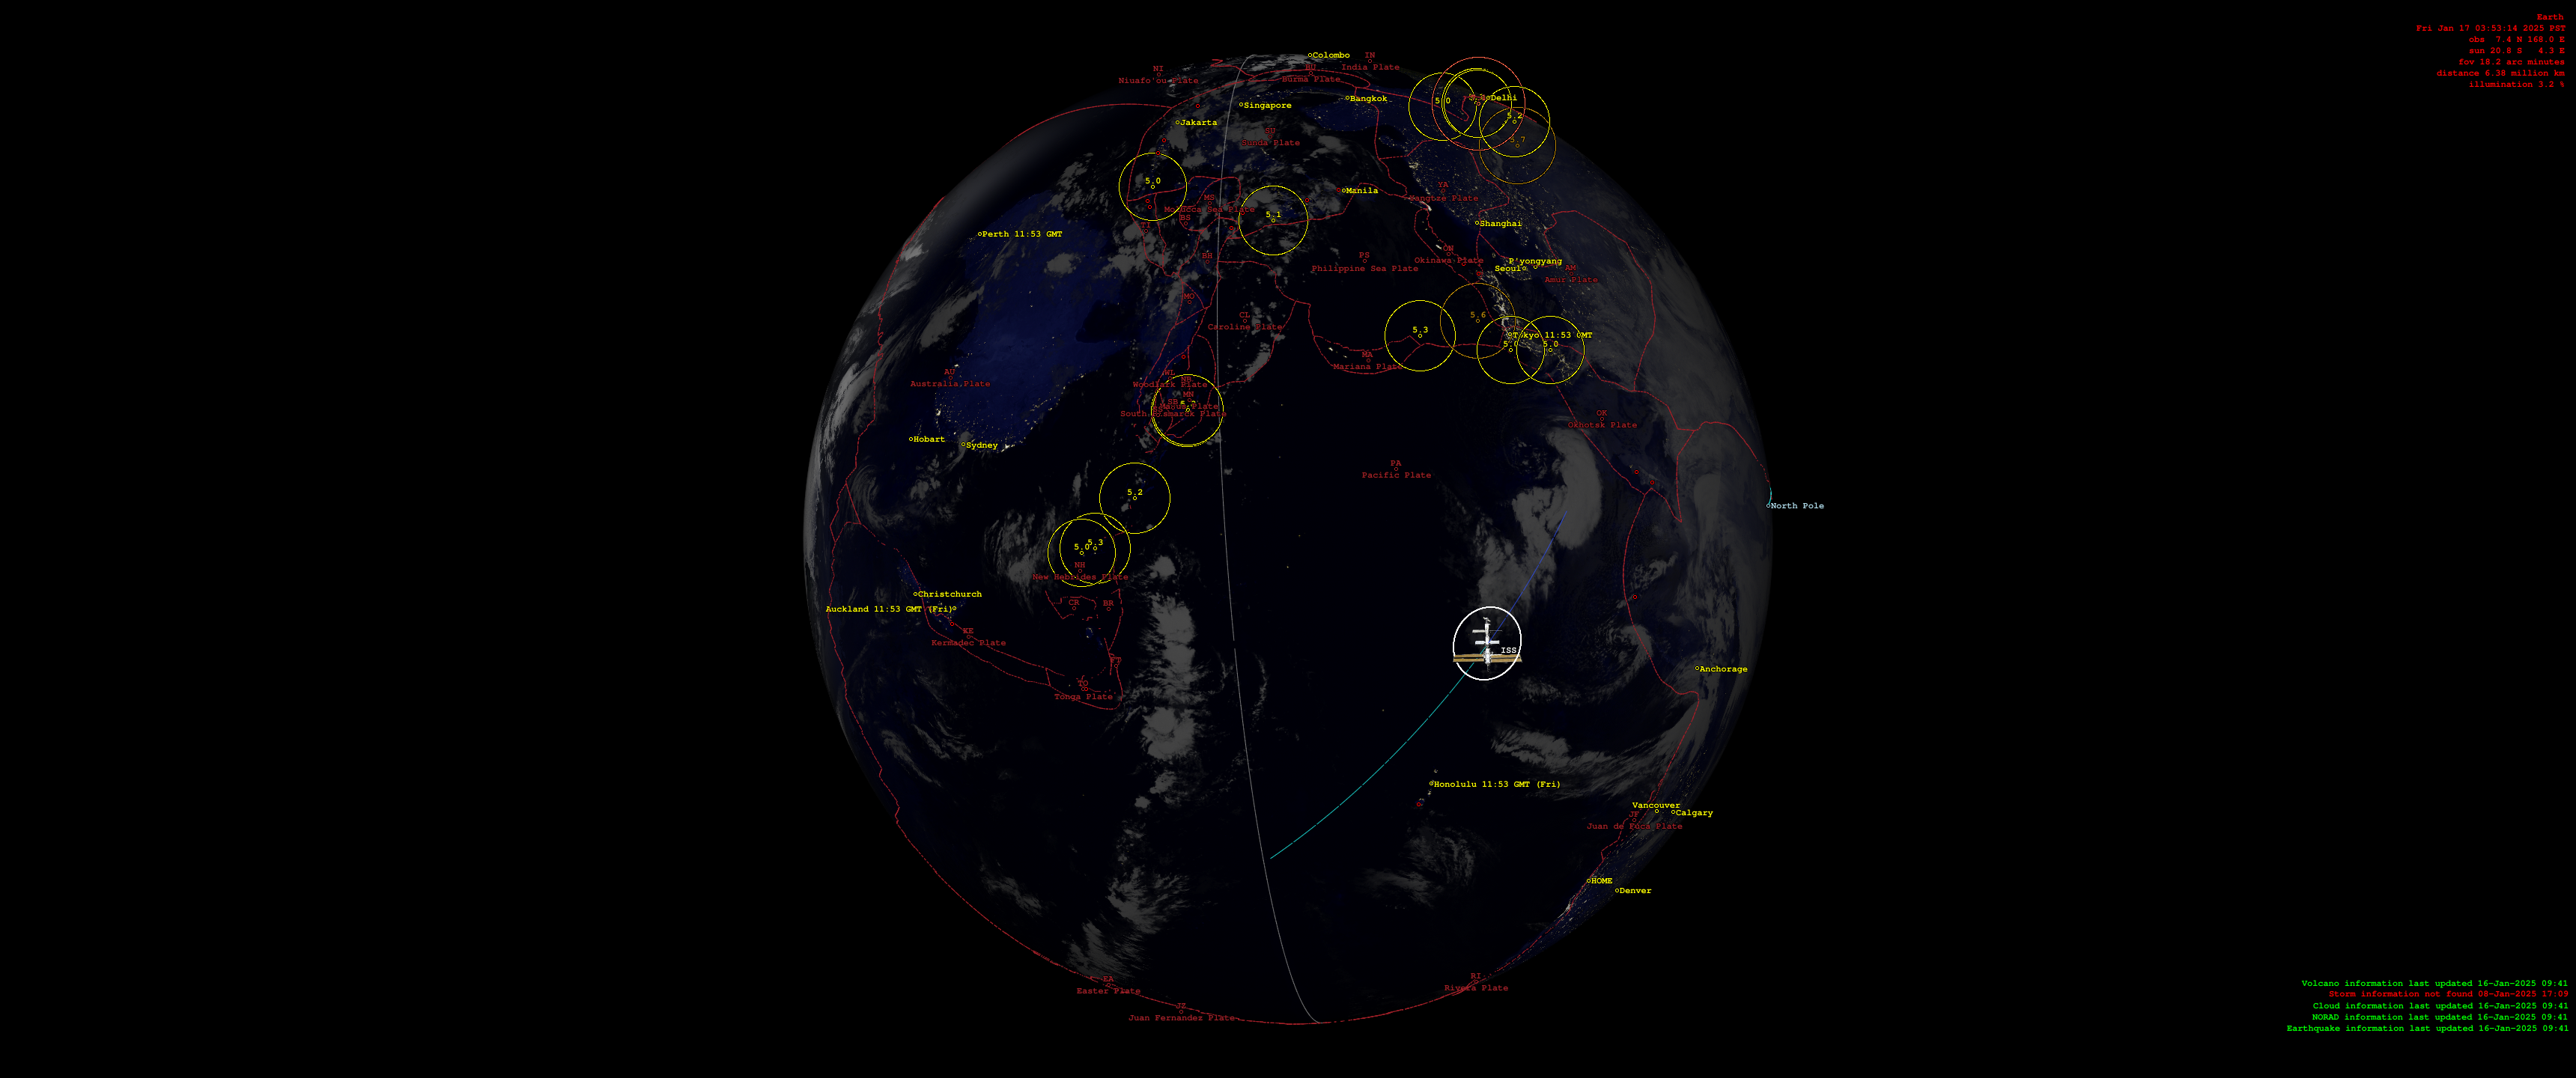 Earth
Fri Jan 17 03:53:14 2025 PST
obs 7.4 N 168.0 E
sun 20.8 S 4.3 E
fov 18.2 arc minutes
distance 6.38 million km
illumination 3.2 %
Colombo
IN
India Plate
NI
Niuafo'ou Plate
BU
Burma Plate
Singapore
Bangkok
5.0
Delhi
Jakarta
5.2
SU
Sunda Plate
5.7
5.0
Manila
YA
Yangtze Plate
MS
Molucca Sea Plate
BS
5.1
TI
Shanghai
Perth 11:53 GMT
ON
Okinawa Plate
BH
PS
Philippine Sea Plate
P'yongyang
Seoul
AM
Amur Plate
MO
CL
Caroline Plate
5.6
5.3
Tokyo 11:53 GMT
5.0
5.0
MA
Mariana Plate
AU
Australia Plate
WL
Woodlark Plate
NB
MN
Manus Plate
SB
South Bismarck Plate
OK
Okhotsk Plate
Hobart
Sydney
PA
Pacific Plate
5.2
North Pole
5.0
5.3
NH
New Hebrides Plate
Christchurch
CR
BR
Auckland 11:53 GMT (Fri)
KE
Kermadec Plate
ISS
Anchorage
TO
Tonga Plate
Honolulu 11:53 GMT (Fri)
Vancouver
Calgary
JF
Juan de Fuca Plate
HOME
Denver
EA
Easter Plate
RI
Rivera Plate
JZ
Juan Fernandez Plate
Volcano information last updated 16-Jan-2025 09:41
Storm information not found 08-Jan-2025 17:09
Cloud information last updated 16-Jan-2025 09:41
NORAD information last updated 16-Jan-2025 09:41
Earthquake information last updated 16-Jan-2025 09:41